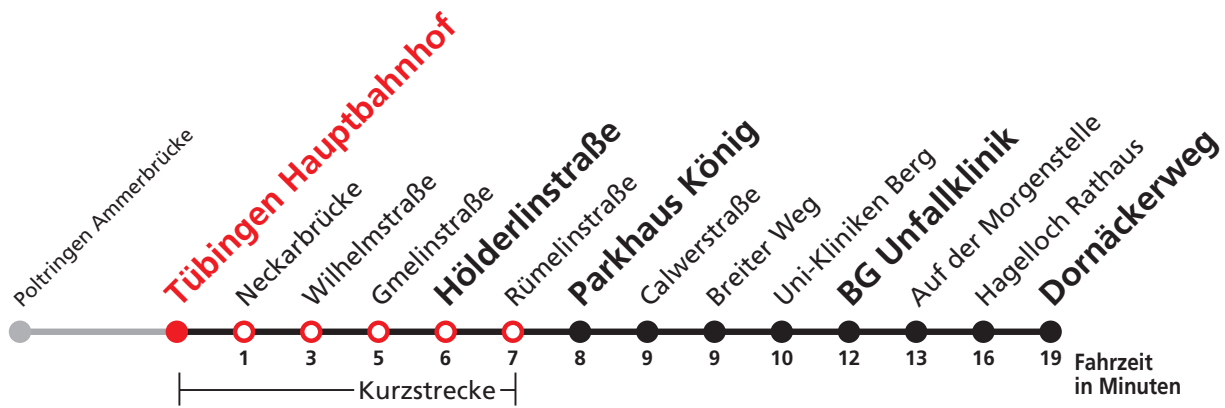 Poltringen Ammerbrücke
Tübingen Hauptbahnhof
Neckarbrücke
Wilhelmstraße
Gmelinstraße
Hölderlinstraße
Rümelinstraße
Parkhaus König
Calwerstraße
Breiter Weg
Uni-Kliniken Berg
BG Unfallklinik
Auf der Morgenstelle
Hagelloch Rathaus
Dornäckerweg
1 3 5 6 7 8 9 9 10 12 13 16 19
Fahrzeit
in Minuten
Kurzstrecke